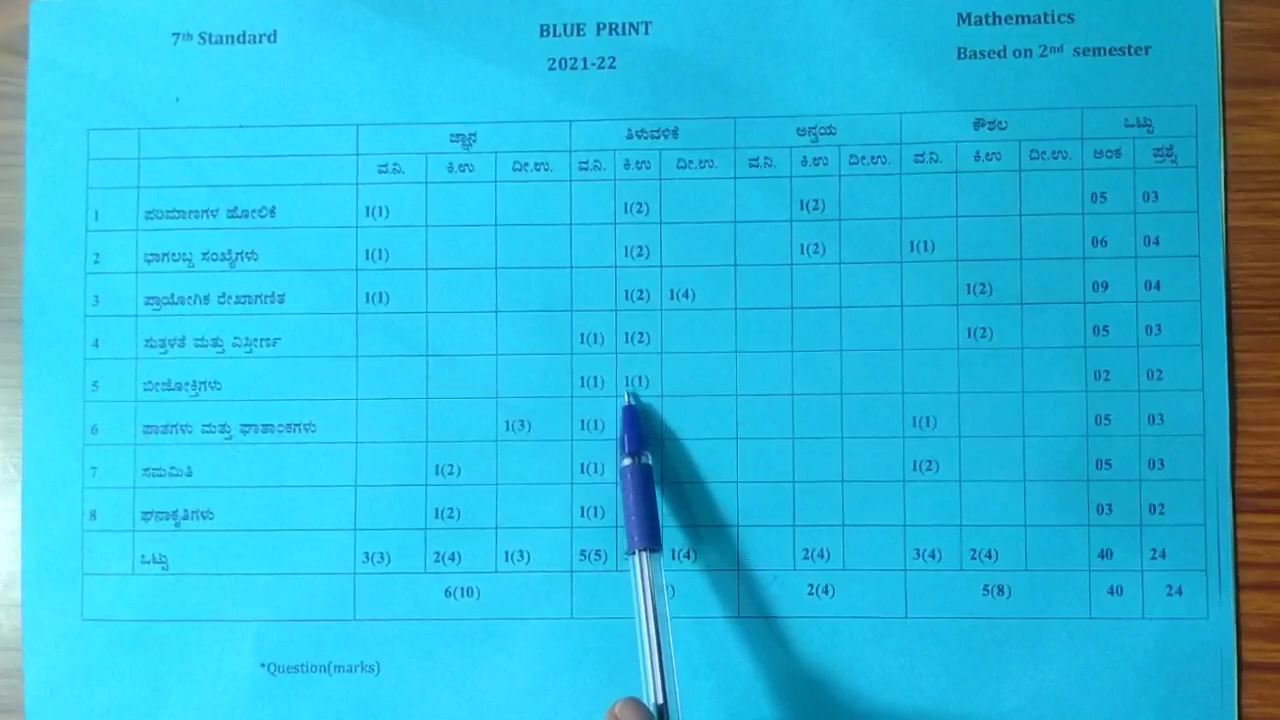 7th Standard BLUE PRINT Mathematics
2021-22 Based on 2nd semester
ಜ್ಞಾನ ತಿಳುವಳಿಕೆ ಅನ್ವಯ ಕೌಶಲ ಒಟ್ಟು
ವ.ನಿ. ಕಿ.ಉ ದೀ.ಉ. ವ.ನಿ. ಕಿ.ಉ ದೀ.ಉ. ವ.ನಿ. ಕಿ.ಉ ದೀ.ಉ. ವ.ನಿ. ಕಿ.ಉ ದೀ.ಉ. ಅಂಕ ಪ್ರಶ್ನೆ
1 ಪರಿಮಾಣಗಳ ಹೋಲಿಕೆ 1(1) 1(2) 1(2) 05 03
2 ಭಾಗಲಬ್ಧ ಸಂಖ್ಯೆಗಳು 1(1) 1(2) 1(2) 1(1) 06 04
3 ಪ್ರಾಯೋಗಿಕ ರೇಖಾಗಣಿತ 1(1) 1(2) 1(4) 1(2) 09 04
4 ಸುತ್ತಳತೆ ಮತ್ತು ವಿಸ್ತೀರ್ಣ 1(1) 1(2) 1(2) 05 03
5 ಬೀಜೋಕ್ತಿಗಳು 1(1) 1(1) 02 02
6 ಘಾತಗಳು ಮತ್ತು ಘಾತಾಂಕಗಳು 1(3) 1(1) 1(1) 05 03
7 ಸಮಮಿತಿ 1(2) 1(1) 1(2) 05 03
8 ಘನಾಕೃತಿಗಳು 1(2) 1(1) 03 02
ಒಟ್ಟು 3(3) 2(4) 1(3) 5(5) 1(4) 2(4) 3(4) 2(4) 40 24
6(10) ) 2(4) 5(8) 40 24
*Question(marks)